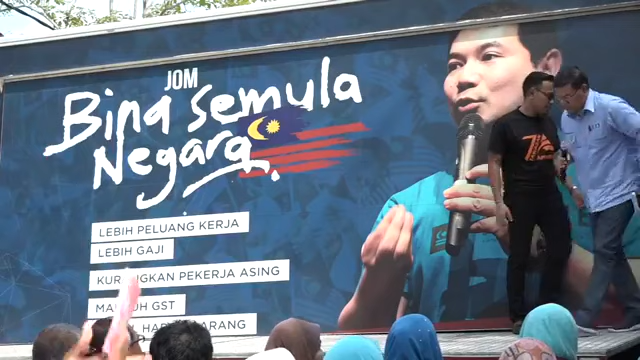 JOM
Bina semula
Negara.
LEBIH PELUANG KERJA
LEBIH GAJI
PEKERJA ASING
GST